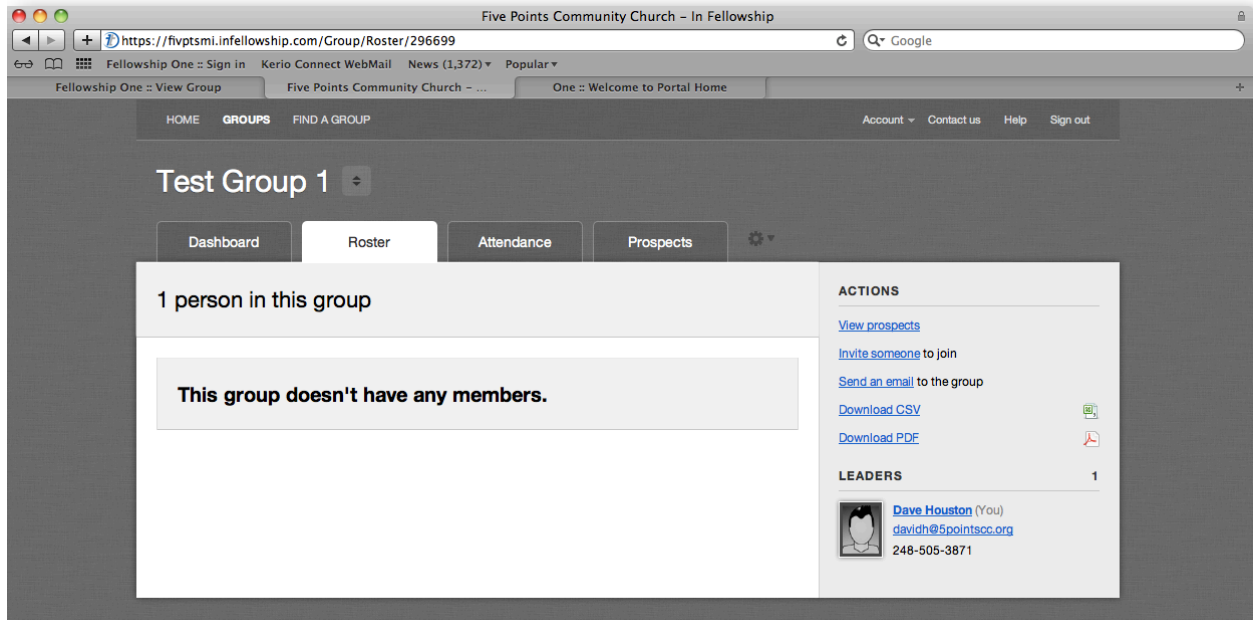 Five Points Community Church – In Fellowship
https://fivptsmi.infellowship.com/Group/Roster/296699
Google
Fellowship One :: Sign in Kerio Connect WebMail News (1,372) Popular
Fellowship One :: View Group Five Points Community Church – ... One :: Welcome to Portal Home
HOME GROUPS FIND A GROUP Account Contact us Help Sign out
Test Group 1
Dashboard Roster Attendance Prospects
1 person in this group
This group doesn't have any members.
ACTIONS
View prospects
Invite someone to join
Send an email to the group
Download CSV
Download PDF
LEADERS 1
Dave Houston (You)
davidh@5pointscc.org
248-505-3871